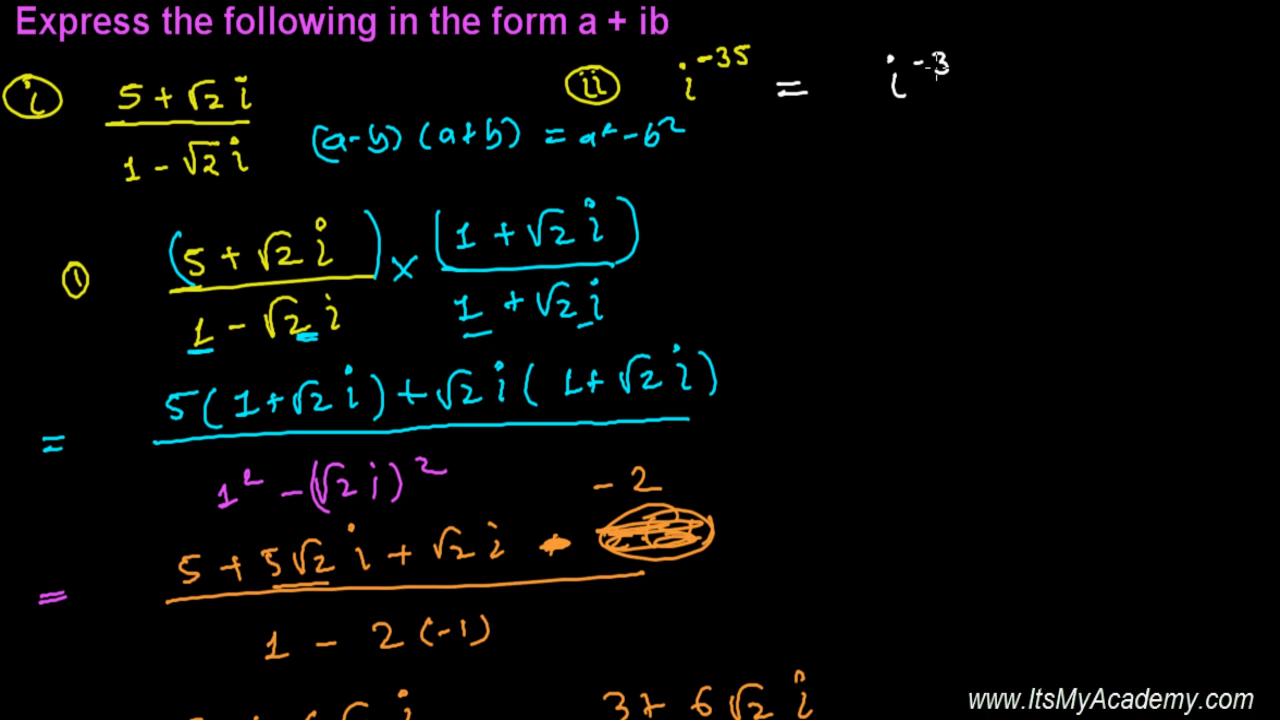 Express the following in the form a + ib
(i) (5 + √2 i) / (1 - √2 i)
(a-b) (a+b) = a² - b²
(ii) i⁻³⁵ = i⁻³
(1) (5 + √2 i) / (1 - √2 i) × (1 + √2 i) / (1 + √2 i)
= (5(1+√2 i) + √2 i(1+√2 i)) / (1² - (√2 i)²)
- 2
= (5 + 5√2 i + √2 i -) / (1 - 2(-1))
3+ 6√2 i
www.ItsMyAcademy.com